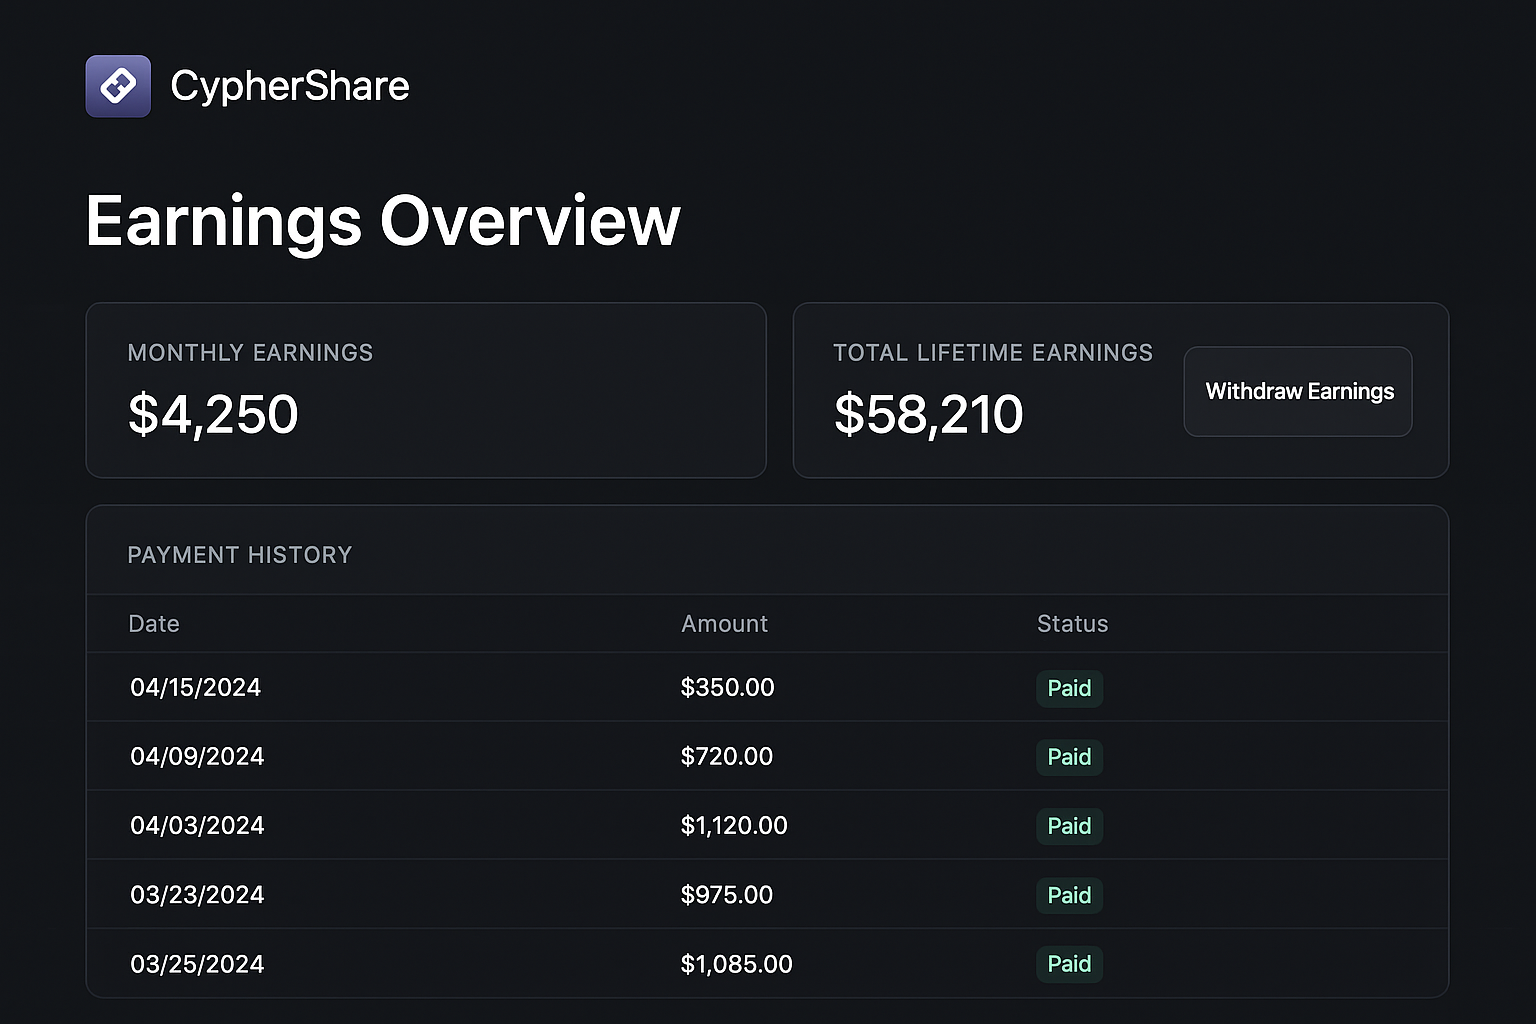 CypherShare
Earnings Overview
MONTHLY EARNINGS
$4,250
TOTAL LIFETIME EARNINGS
$58,210
Withdraw Earnings
PAYMENT HISTORY
Date Amount Status
04/15/2024 $350.00 Paid
04/09/2024 $720.00 Paid
04/03/2024 $1,120.00 Paid
03/23/2024 $975.00 Paid
03/25/2024 $1,085.00 Paid